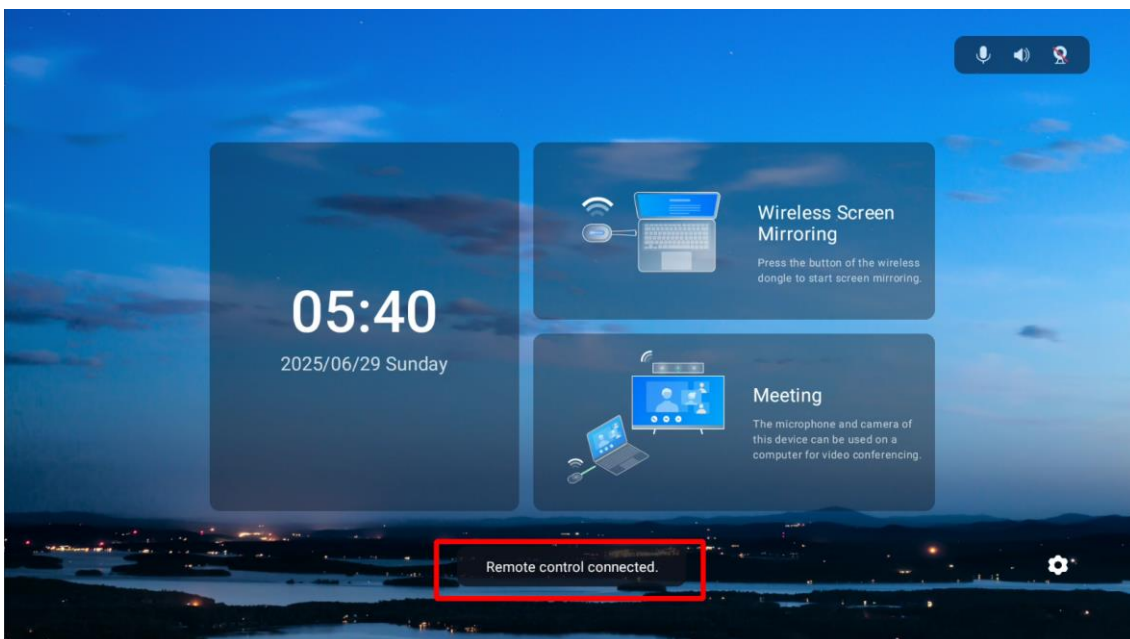 05:40
2025/06/29 Sunday
Wireless Screen
Mirroring
Press the button of the wireless
dongle to start screen mirroring.
Meeting
The microphone and camera of
this device can be used on a
computer for video conferencing.
Remote control connected.